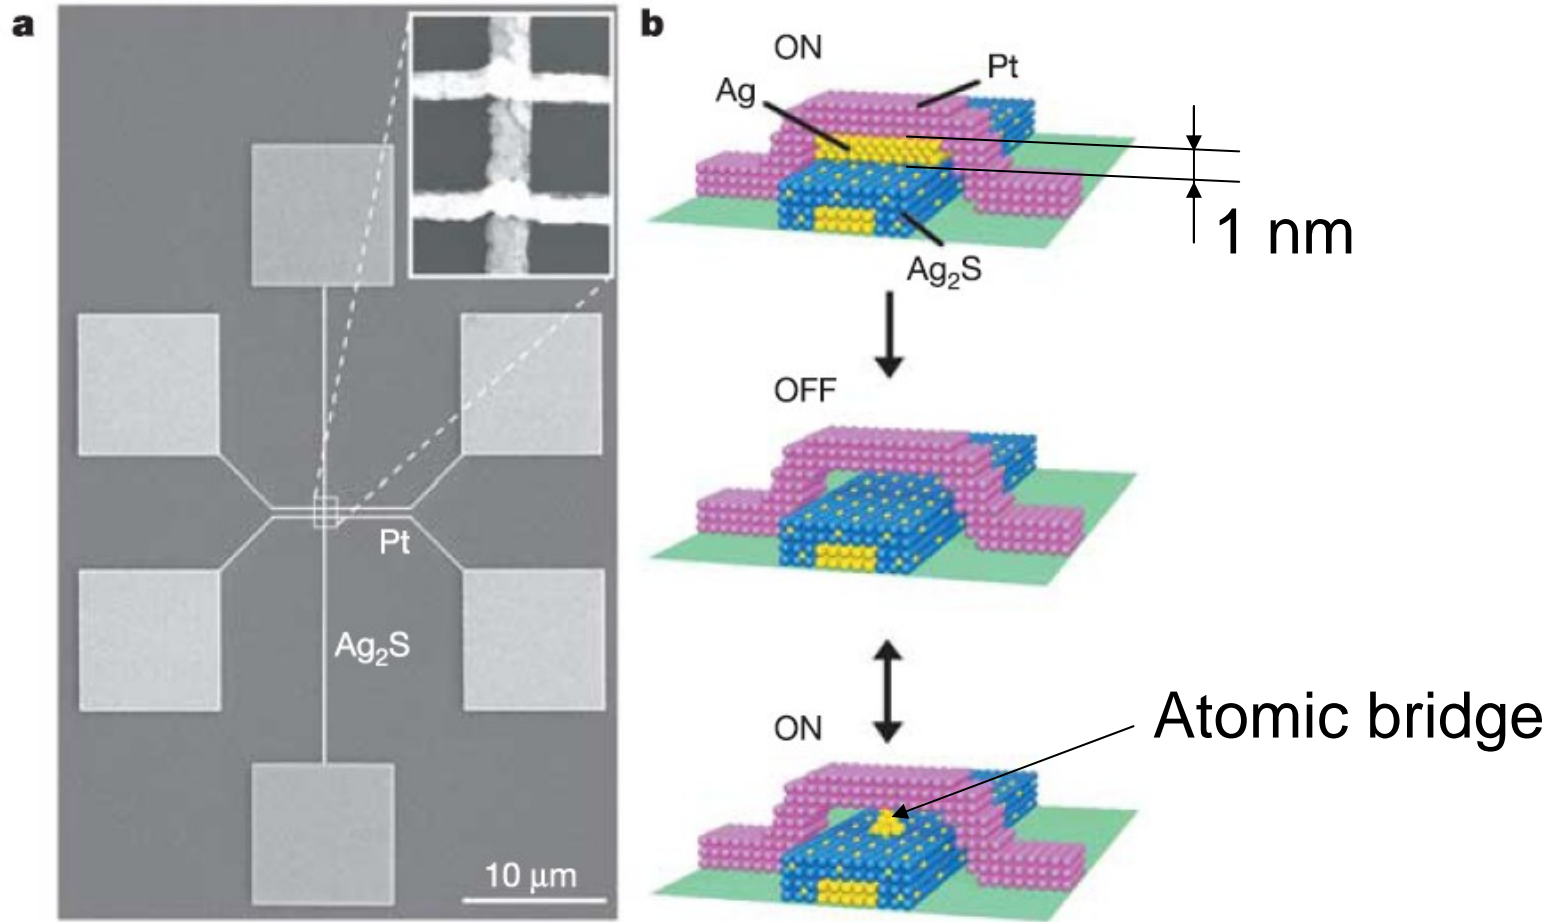 a
Pt
Ag₂S
10 µm
b
ON
Ag
Pt
1 nm
Ag₂S
OFF
ON
Atomic bridge